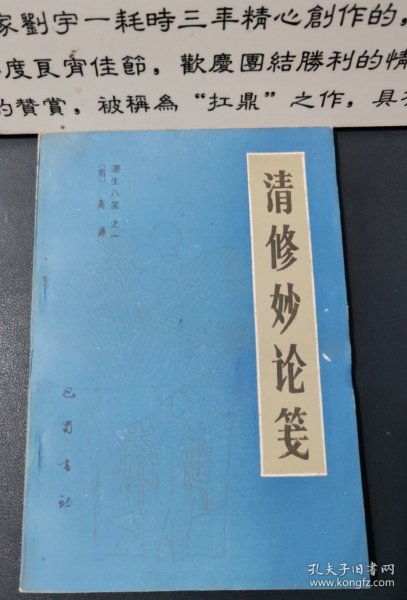 家劉宇一耗時三年精心創作的,
度良宵佳節,歡慶團結勝利的情
的贊賞,被稱為“扛鼎”之作,具
清修妙论笺
遵生八笺 之一
(明) 高濂
巴蜀书社
孔夫子旧书网
www.kongfz.com